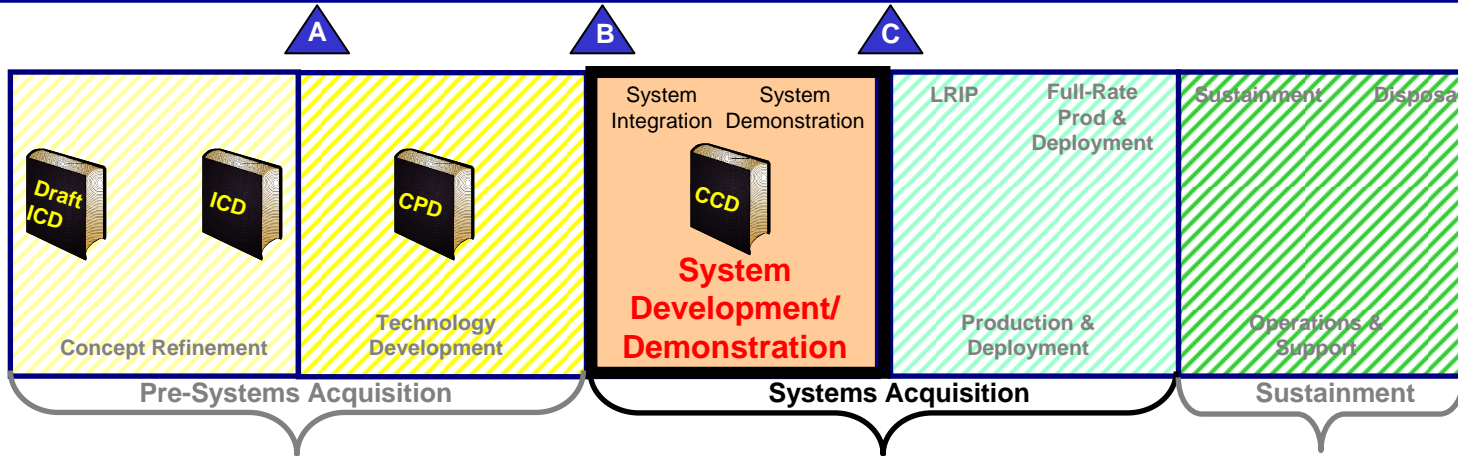 A
B
C
System
Integration
System
Demonstration
LRIP
Full-Rate
Prod &
Deployment
Sustainment
Disposa
Draft
ICD
ICD
CPD
CCD
System
Development/
Demonstration
Concept Refinement
Technology
Development
Production &
Deployment
Operations &
Support
Pre-Systems Acquisition
Systems Acquisition
Sustainment